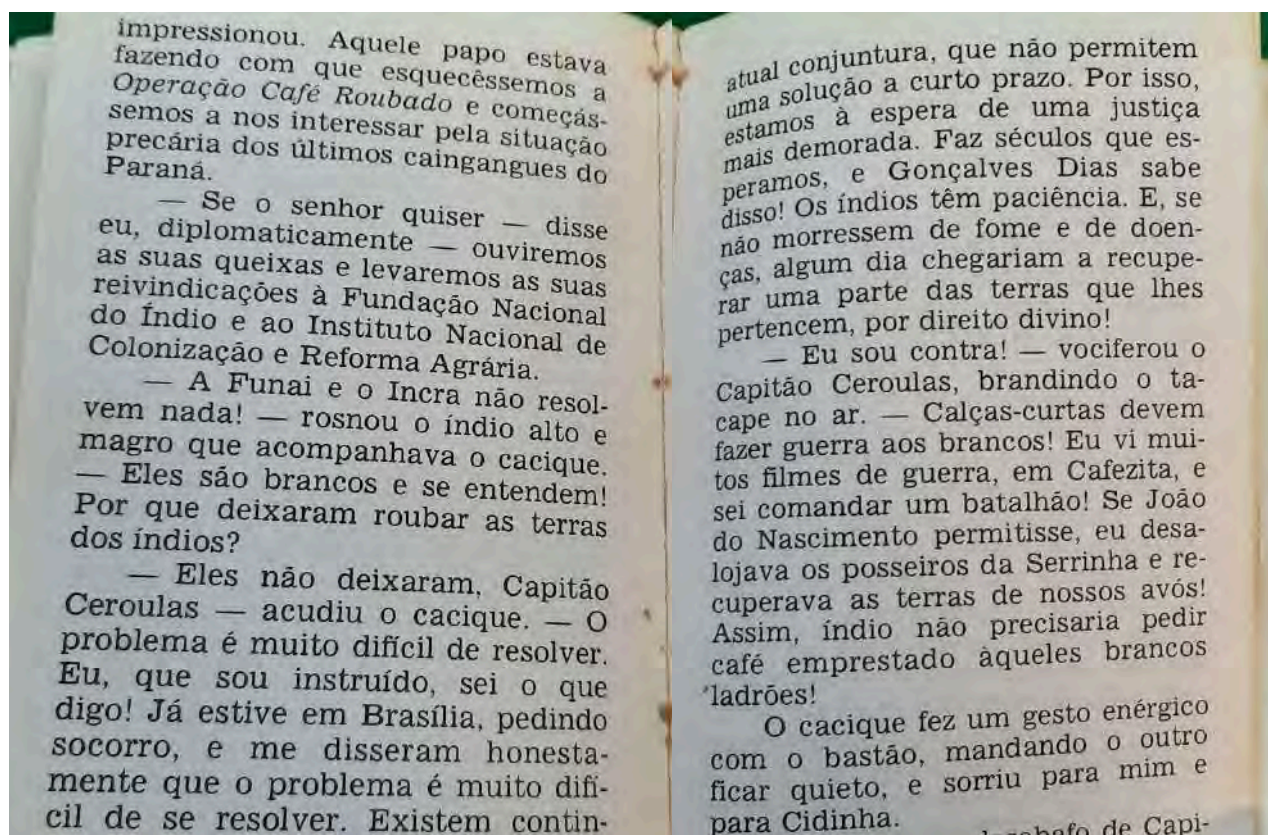 impressionou. Aquele papo estava
fazendo com que esquecêssemos a
Operação Café Roubado e começás-
semos a nos interessar pela situação
precária dos últimos caingangues do
Paraná.
— Se o senhor quiser — disse
eu, diplomaticamente — ouviremos
as suas queixas e levaremos as suas
reivindicações à Fundação Nacional
do Índio e ao Instituto Nacional de
Colonização e Reforma Agrária.
— A Funai e o Incra não resol-
vem nada! — rosnou o índio alto e
magro que acompanhava o cacique.
— Eles são brancos e se entendem!
Por que deixaram roubar as terras
dos índios?
— Eles não deixaram, Capitão
Ceroulas — acudiu o cacique. — O
problema é muito difícil de resolver.
Eu, que sou instruído, sei o que
digo! Já estive em Brasília, pedindo
socorro, e me disseram honesta-
mente que o problema é muito difí-
cil de se resolver. Existem contin-
atual conjuntura, que não permitem
uma solução a curto prazo. Por isso,
estamos à espera de uma justiça
mais demorada. Faz séculos que es-
peramos, e Gonçalves Dias sabe
disso! Os índios têm paciência. E, se
não morressem de fome e de doen-
ças, algum dia chegariam a recupe-
rar uma parte das terras que lhes
pertencem, por direito divino!
— Eu sou contra! — vociferou o
Capitão Ceroulas, brandindo o ta-
cape no ar. — Calças-curtas devem
fazer guerra aos brancos! Eu vi mui-
tos filmes de guerra, em Cafezita, e
sei comandar um batalhão! Se João
do Nascimento permitisse, eu desa-
lojava os posseiros da Serrinha e re-
cuperava as terras de nossos avós!
Assim, índio não precisaria pedir
café emprestado àqueles brancos
ladrões!
O cacique fez um gesto enérgico
com o bastão, mandando o outro
ficar quieto, e sorriu para mim e
para Cidinha.
de Capi-